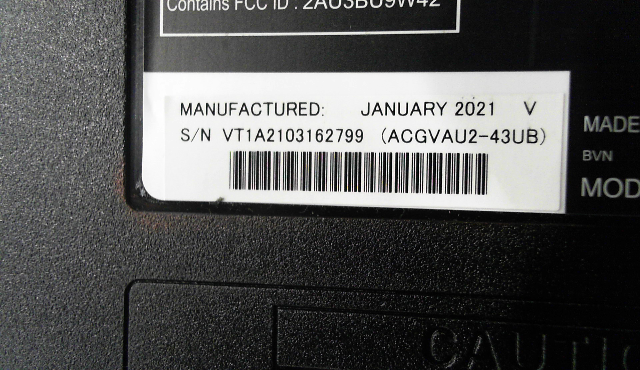 Contains FCC ID : 2AU3BU9W42
MANUFACTURED: JANUARY 2021 V
S/N VT1A2103162799 (ACGVAU2-43UB)
MADE
BVN
MOD
CAUTIO